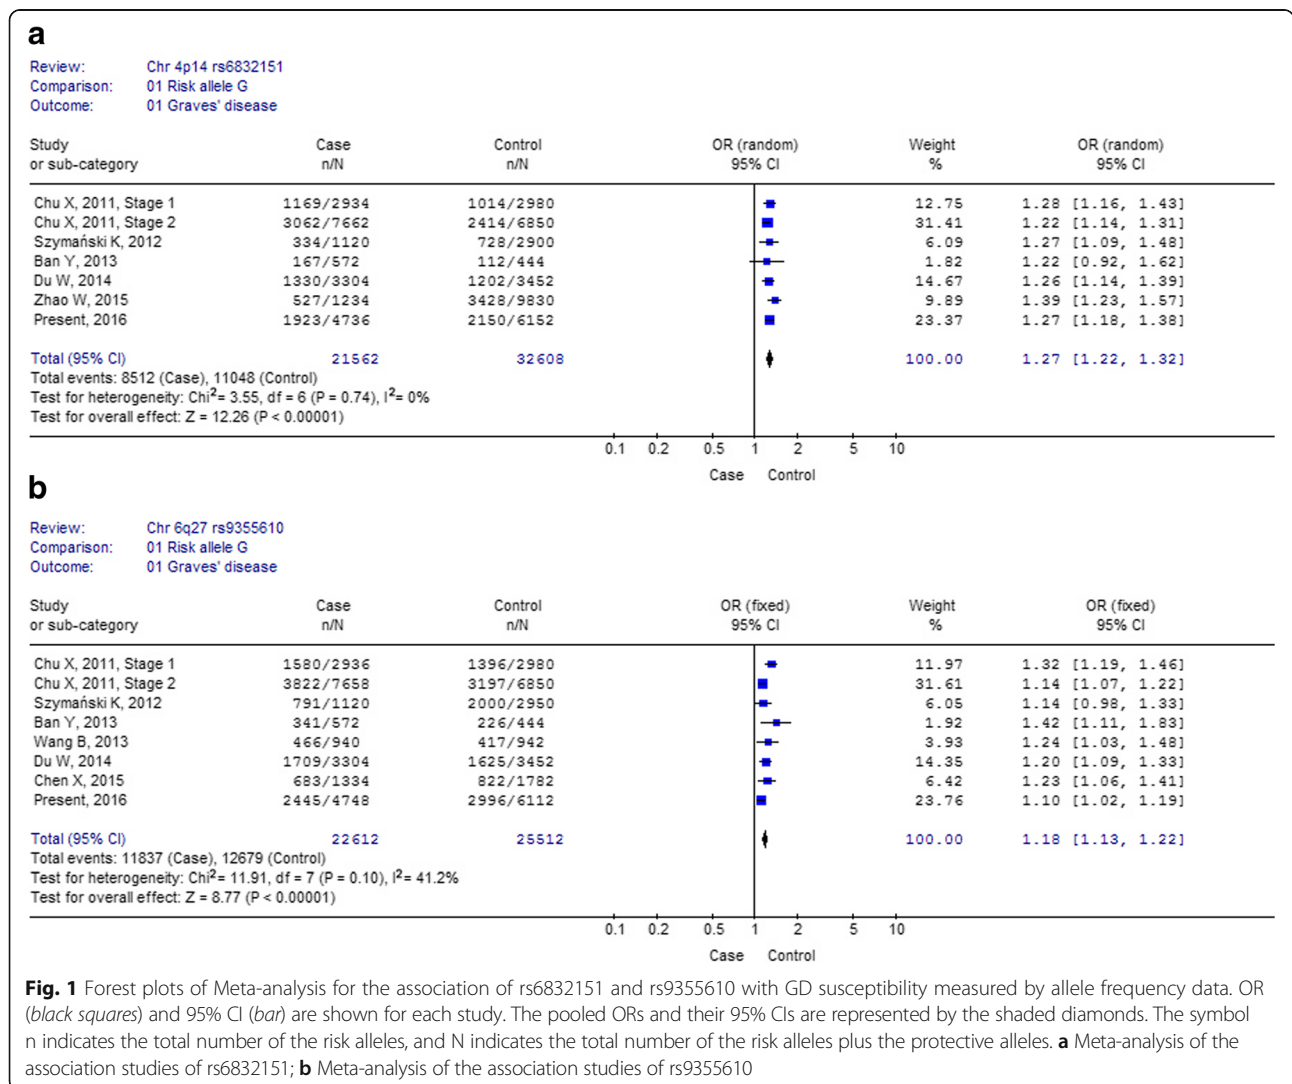 a
Review: Chr 4p14 rs6832151
Comparison: 01 Risk allele G
Outcome: 01 Graves' disease
Study Case Control OR (random) Weight OR (random)
or sub-category n/N n/N 95% CI % 95% CI
Chu X, 2011, Stage 1 1169/2934 1014/2980 12.75 1.28 [1.16, 1.43]
Chu X, 2011, Stage 2 3062/7662 2414/6850 31.41 1.22 [1.14, 1.31]
Szymański K, 2012 334/1120 728/2900 6.09 1.27 [1.09, 1.48]
Ban Y, 2013 167/572 112/444 1.82 1.22 [0.92, 1.62]
Du W, 2014 1330/3304 1202/3452 14.67 1.26 [1.14, 1.39]
Zhao W, 2015 527/1234 3428/9830 9.89 1.39 [1.23, 1.57]
Present, 2016 1923/4736 2150/6152 23.37 1.27 [1.18, 1.38]
Total (95% CI) 21562 32608 100.00 1.27 [1.22, 1.32]
Total events: 8512 (Case), 11048 (Control)
Test for heterogeneity: Chi²= 3.55, df = 6 (P = 0.74), I²= 0%
Test for overall effect: Z = 12.26 (P < 0.00001)
0.1 0.2 0.5 1 2 5 10
Case Control
b
Review: Chr 6q27 rs9355610
Comparison: 01 Risk allele G
Outcome: 01 Graves' disease
Study Case Control OR (fixed) Weight OR (fixed)
or sub-category n/N n/N 95% CI % 95% CI
Chu X, 2011, Stage 1 1580/2936 1396/2980 11.97 1.32 [1.19, 1.46]
Chu X, 2011, Stage 2 3822/7658 3197/6850 31.61 1.14 [1.07, 1.22]
Szymański K, 2012 791/1120 2000/2950 6.05 1.14 [0.98, 1.33]
Ban Y, 2013 341/572 226/444 1.92 1.42 [1.11, 1.83]
Wang B, 2013 466/940 417/942 3.93 1.24 [1.03, 1.48]
Du W, 2014 1709/3304 1625/3452 14.35 1.20 [1.09, 1.33]
Chen X, 2015 683/1334 822/1782 6.42 1.23 [1.06, 1.41]
Present, 2016 2445/4748 2996/6112 23.76 1.10 [1.02, 1.19]
Total (95% CI) 22612 25512 100.00 1.18 [1.13, 1.22]
Total events: 11837 (Case), 12679 (Control)
Test for heterogeneity: Chi²= 11.91, df = 7 (P = 0.10), I²= 41.2%
Test for overall effect: Z = 8.77 (P < 0.00001)
0.1 0.2 0.5 1 2 5 10
Case Control
Fig. 1 Forest plots of Meta-analysis for the association of rs6832151 and rs9355610 with GD susceptibility measured by allele frequency data. OR
(black squares) and 95% CI (bar) are shown for each study. The pooled ORs and their 95% CIs are represented by the shaded diamonds. The symbol
n indicates the total number of the risk alleles, and N indicates the total number of the risk alleles plus the protective alleles. a Meta-analysis of the
association studies of rs6832151; b Meta-analysis of the association studies of rs9355610